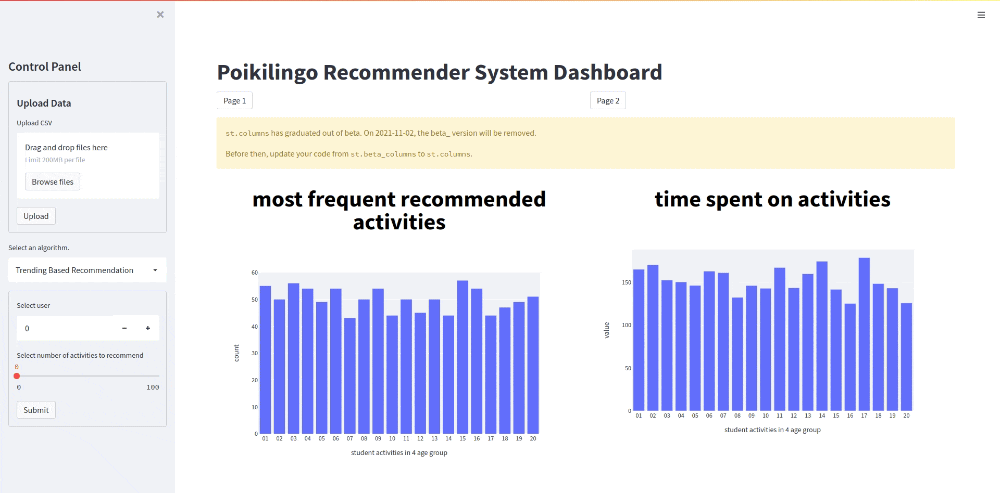 ×
Control Panel
Upload Data
Upload CSV
Drag and drop files here
Limit 200MB per file
Browse files
Upload
Select an algorithm.
Trending Based Recommendation
Select user
0 − +
Select number of activities to recommend
0
0 100
Submit
Poikilingo Recommender System Dashboard
Page 1 Page 2
st.columns has graduated out of beta. On 2021-11-02, the beta_ version will be removed.
Before then, update your code from st.beta_columns to st.columns.
most frequent recommended
activities
60
50
40
30
20
10
0
count
01 02 03 04 05 06 07 08 09 10 11 12 13 14 15 16 17 18 19 20
student activities in 4 age group
time spent on activities
150
100
50
0
value
01 02 03 04 05 06 07 08 09 10 11 12 13 14 15 16 17 18 19 20
student activities in 4 age group